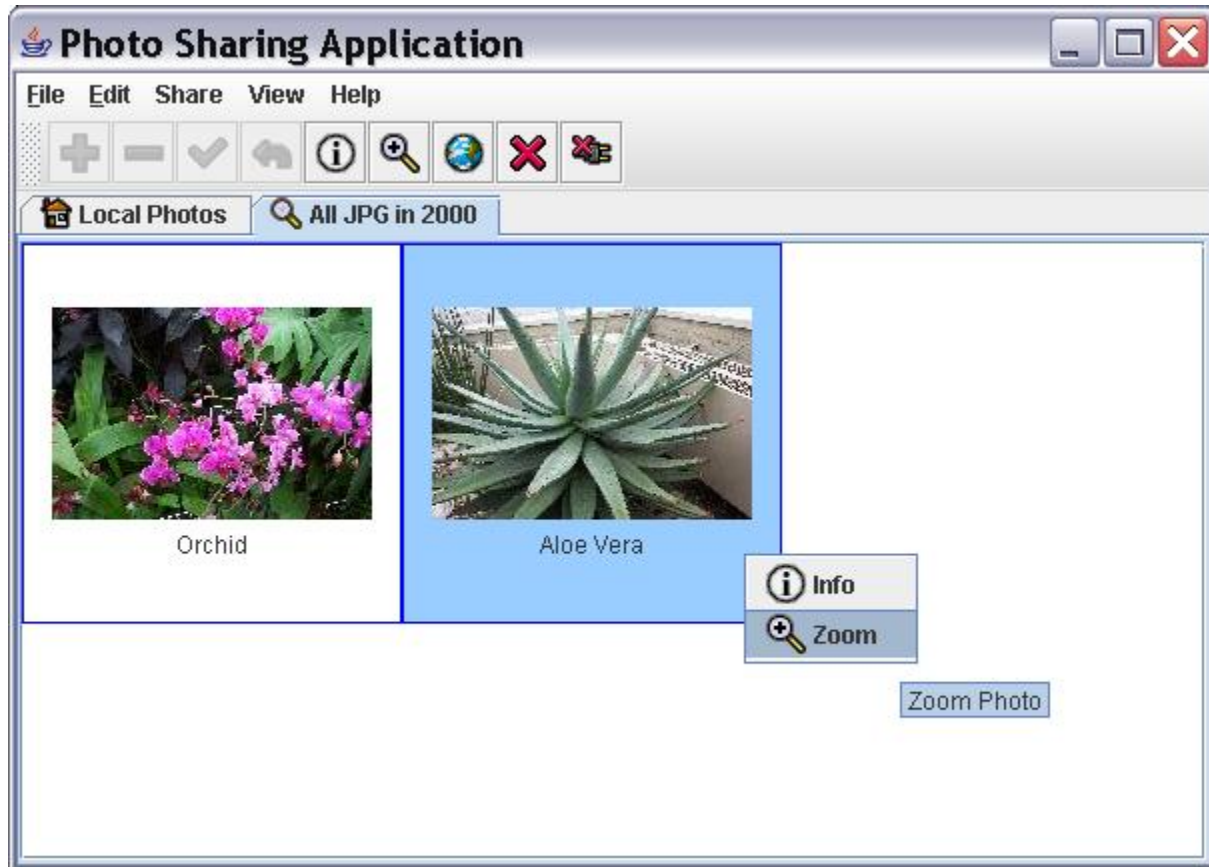 Photo Sharing Application
File Edit Share View Help
Local Photos All JPG in 2000
Orchid Aloe Vera
Info
Zoom
Zoom Photo